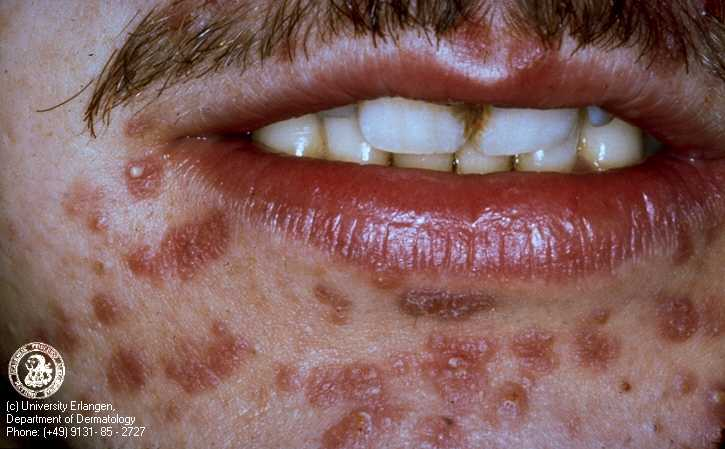 (c) University Erlangen,
Department of Dermatology
Phone: (+49) 9131- 85 - 2727